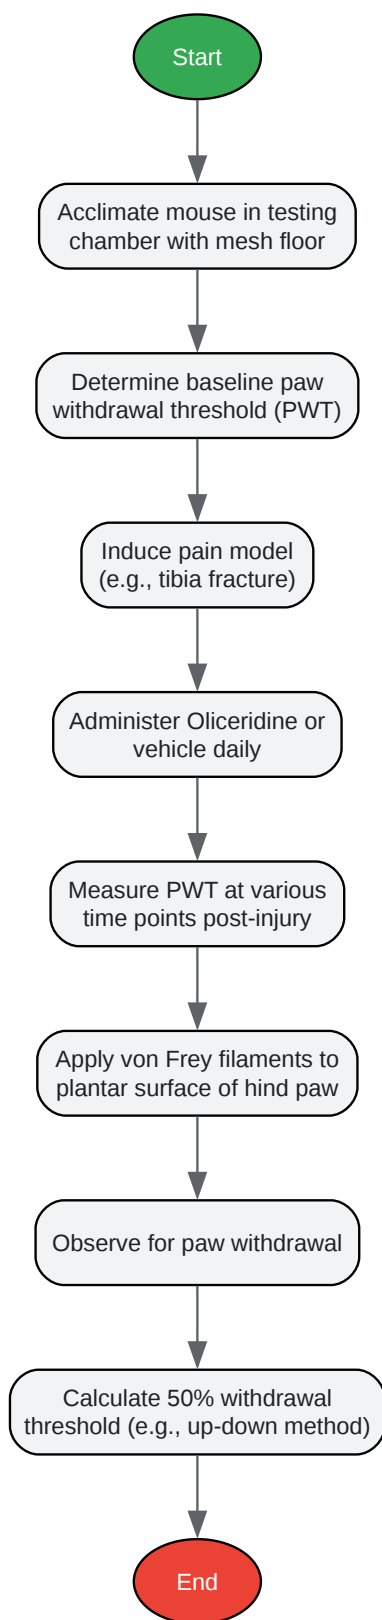 Start
Acclimate mouse in testing
chamber with mesh floor
Determine baseline paw
withdrawal threshold (PWT)
Induce pain model
(e.g., tibia fracture)
Administer Oliceridine or
vehicle daily
Measure PWT at various
time points post-injury
Apply von Frey filaments to
plantar surface of hind paw
Observe for paw withdrawal
Calculate 50% withdrawal
threshold (e.g., up-down method)
End